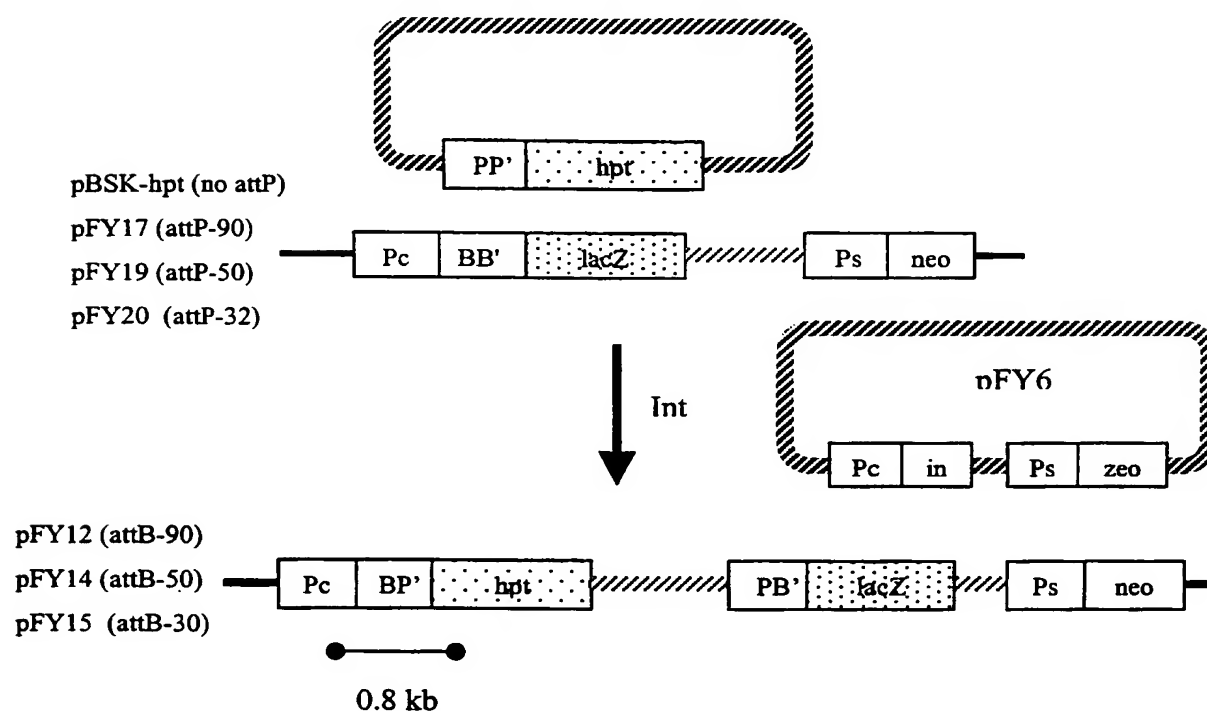 PP' hpt
pBSK-hpt (no attP)
pFY17 (attP-90)
pFY19 (attP-50)
pFY20 (attP-32)
Pc BB' lacZ Ps neo
Int
pFY6
Pc in Ps zeo
pFY12 (attB-90)
pFY14 (attB-50)
pFY15 (attB-30)
Pc BP' hpt PB' lacZ Ps neo
0.8 kb